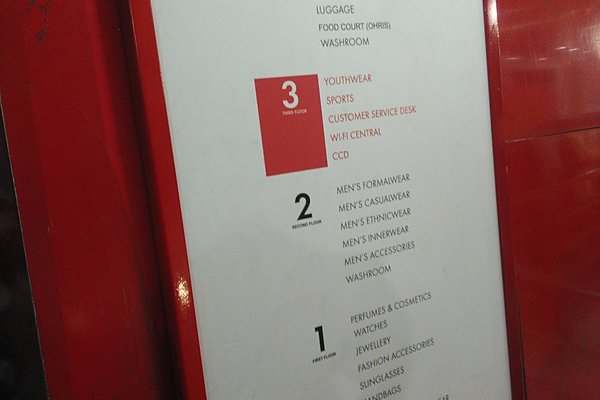 LUGGAGE
FOOD COURT (OHRIS)
WASHROOM
3
THIRD FLOOR
YOUTHWEAR
SPORTS
CUSTOMER SERVICE DESK
WI-FI CENTRAL
CCD
2
SECOND FLOOR
MEN'S FORMALWEAR
MEN'S CASUALWEAR
MEN'S ETHNICWEAR
MEN'S INNERWEAR
MEN'S ACCESSORIES
WASHROOM
1
FIRST FLOOR
PERFUMES & COSMETICS
WATCHES
JEWELLERY
FASHION ACCESSORIES
SUNGLASSES
HANDBAGS